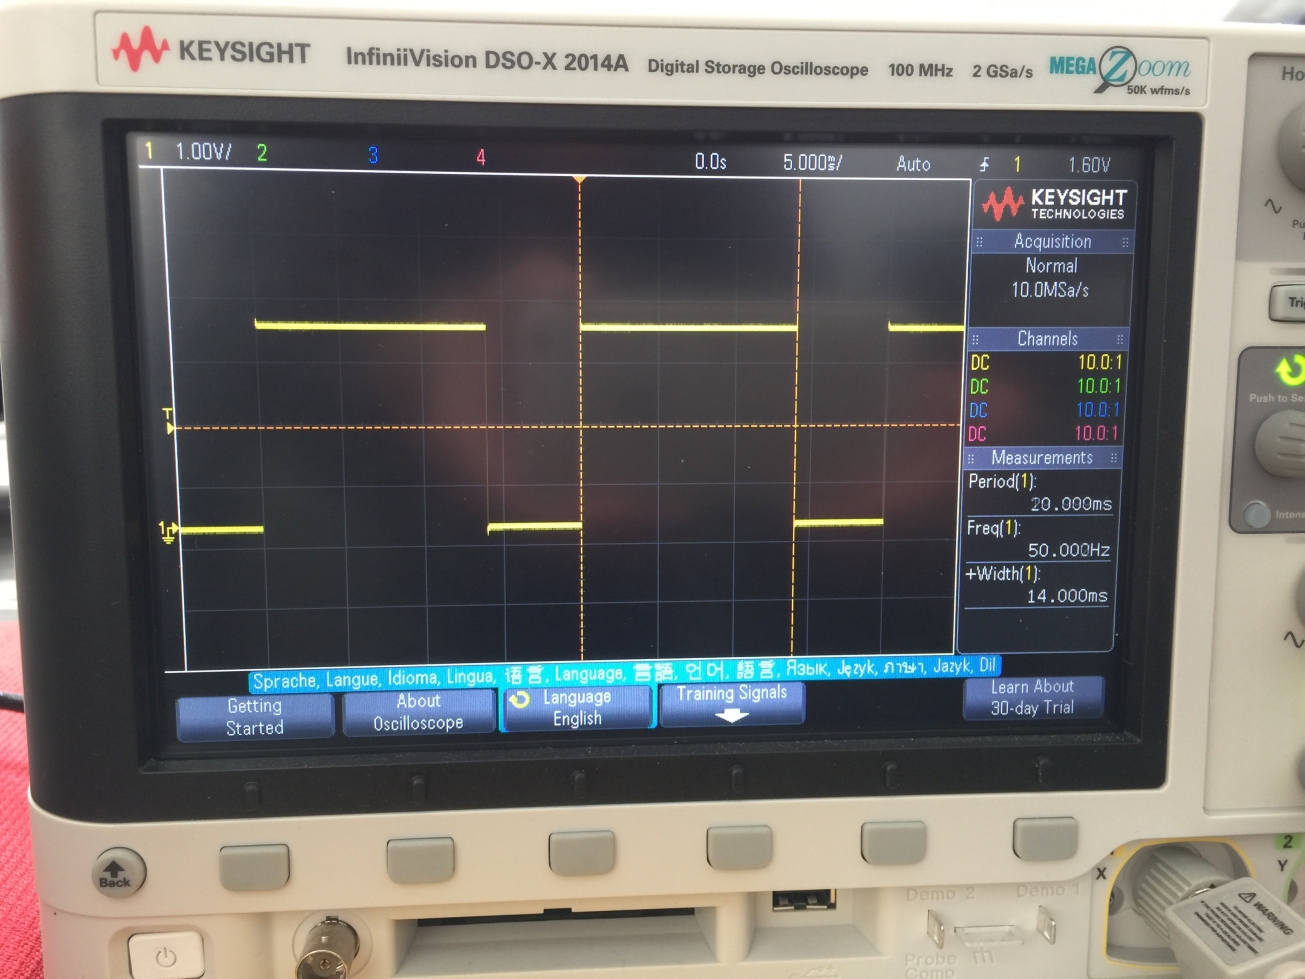 KEYSIGHT InfiniiVision DSO-X 2014A Digital Storage Oscilloscope 100 MHz 2 GSa/s MEGA Zoom
50K wfms/s
1 1.00V/ 2 3 4 0.0s 5.000ms/ Auto 1 1.60V
KEYSIGHT
TECHNOLOGIES
Acquisition
Normal
10.0MSa/s
Channels
DC 10.0:1
DC 10.0:1
DC 10.0:1
DC 10.0:1
Measurements
Period(1):
20.000ms
Freq(1):
50.000Hz
+Width(1):
14.000ms
T
1
Sprache, Langue, Idioma, Lingua, 语言, Language, 言語, 언어, 語言, Язык, Język, ภาษา, Jazyk, Dil
Getting
Started
About
Oscilloscope
Language
English
Training Signals
Learn About
30-day Trial
Back
Demo 2
Demo 1
Probe
Comp
X
2
Y
WARNING
Push to